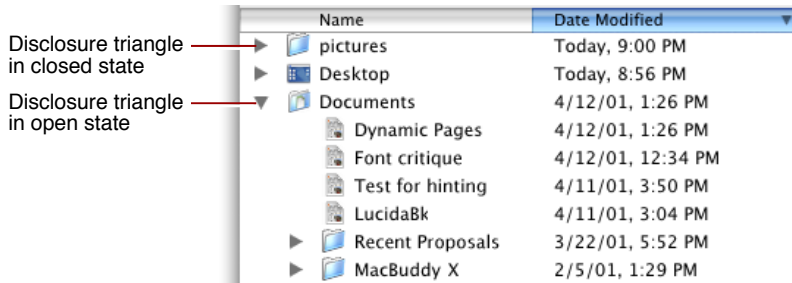 Name Date Modified
Disclosure triangle
in closed state
pictures Today, 9:00 PM
Desktop Today, 8:56 PM
Disclosure triangle
in open state
Documents 4/12/01, 1:26 PM
Dynamic Pages 4/12/01, 1:26 PM
Font critique 4/12/01, 12:34 PM
Test for hinting 4/11/01, 3:50 PM
LucidaBk 4/11/01, 3:04 PM
Recent Proposals 3/22/01, 5:52 PM
MacBuddy X 2/5/01, 1:29 PM